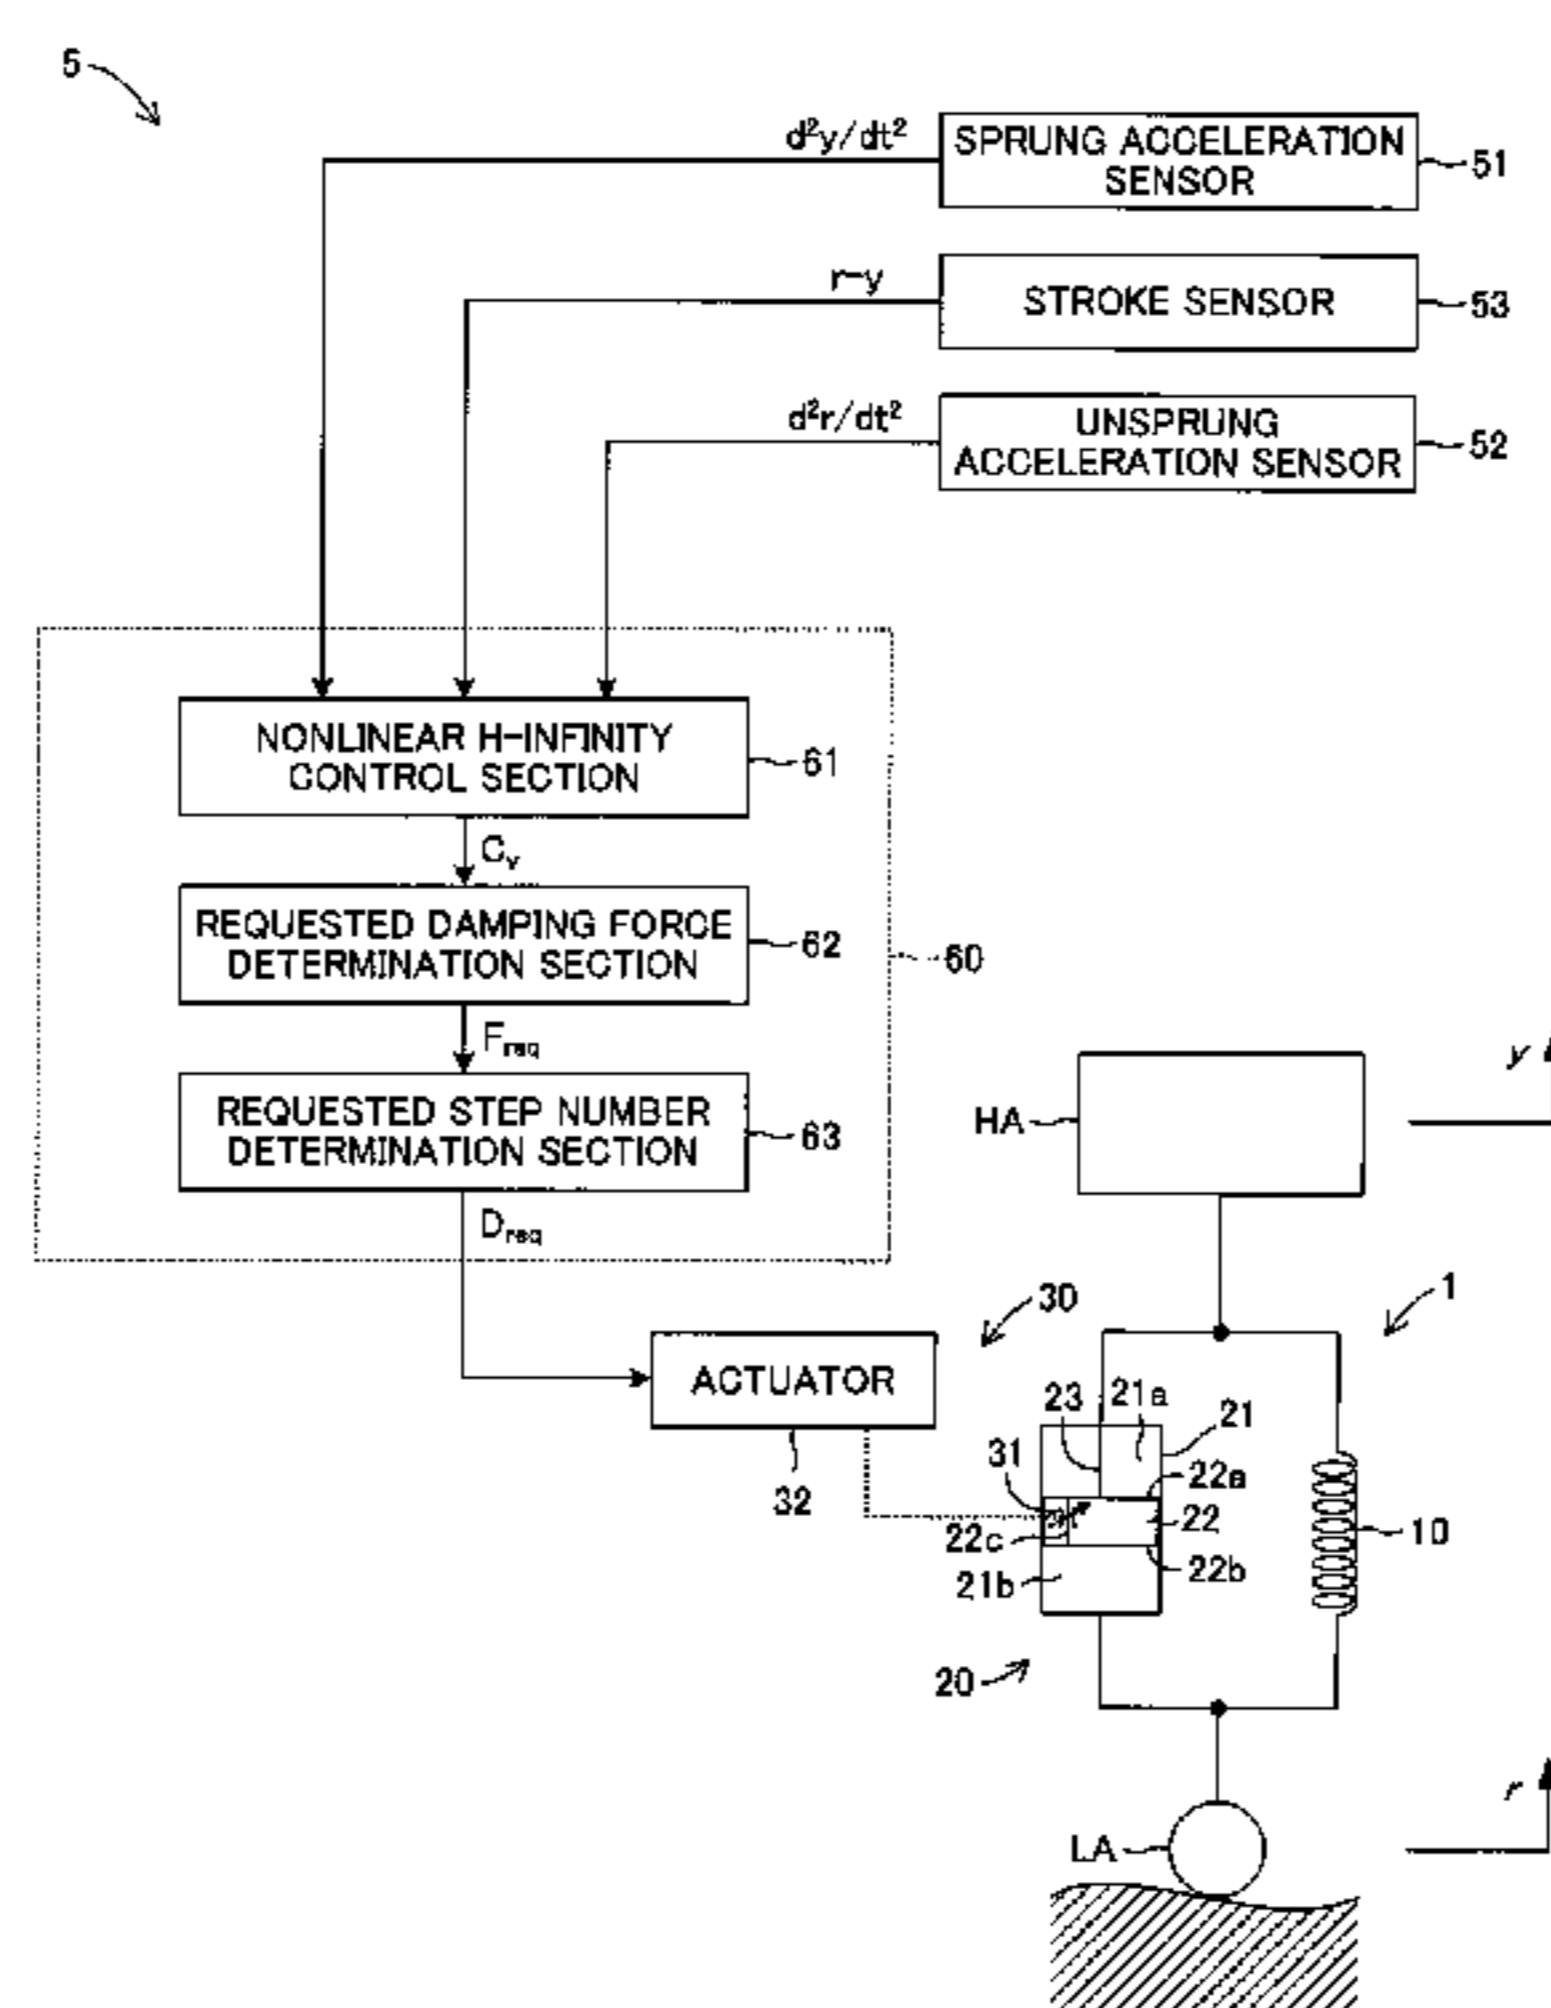 5
d²y/dt²
SPRUNG ACCELERATION
SENSOR
51
r-y
STROKE SENSOR
53
d²r/dt²
UNSPRUNG
ACCELERATION SENSOR
52
NONLINEAR H-INFINITY
CONTROL SECTION
61
Cv
REQUESTED DAMPING FORCE
DETERMINATION SECTION
62
60
Freq
REQUESTED STEP NUMBER
DETERMINATION SECTION
63
Dreq
y
HA
30
1
ACTUATOR
32
23
21a
21
31
22a
22
22c
22b
21b
10
20
r
LA